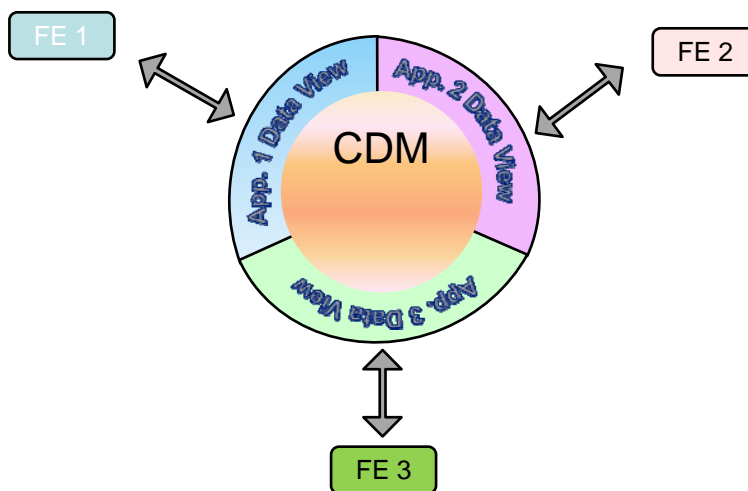 FE 1
FE 2
App. 1 Data View
App. 2 Data View
CDM
App. 3 Data View
FE 3